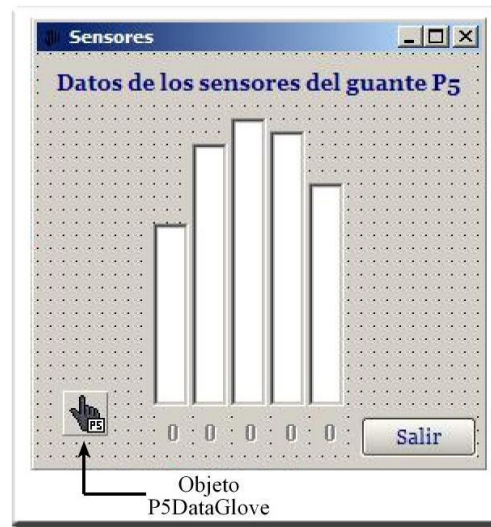 Sensores
Datos de los sensores del guante P5
P5
0 0 0 0 0
Salir
Objeto
P5DataGlove